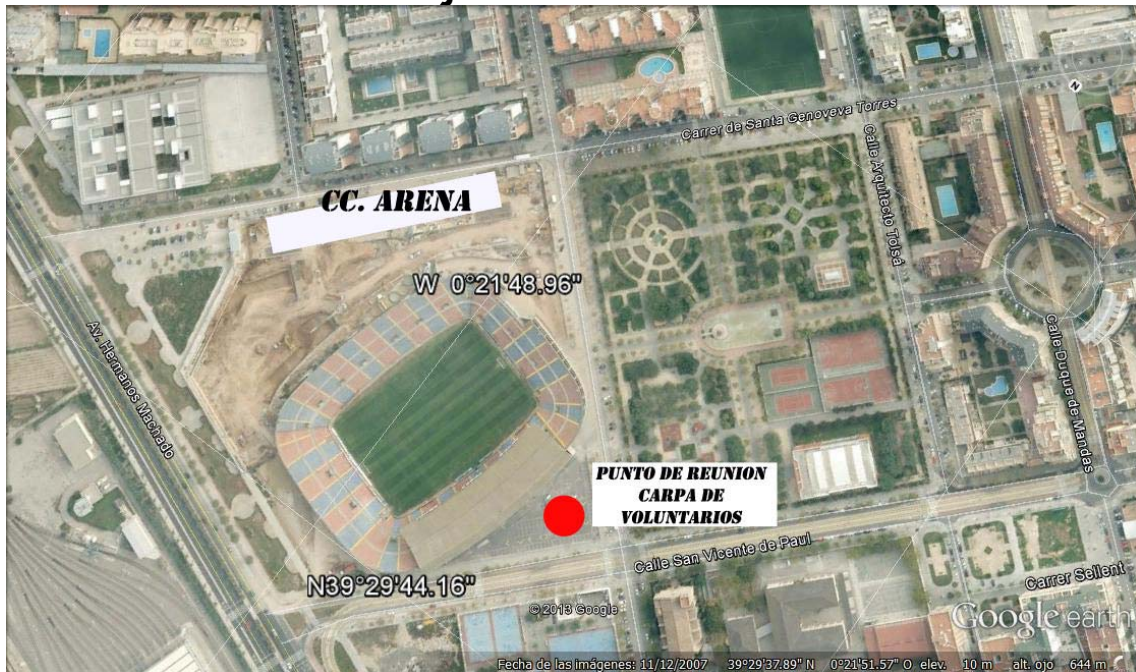 Carrer de Santa Genoveva Torres
CC. ARENA
Calle Arquitecto Tolsá
W 0°21'48.96"
Av. Hermanos Machado
Calle Duque de Mandas
PUNTO DE REUNION
CARPA DE
VOLUNTARIOS
Calle San Vicente de Paul
N39°29'44.16"
Carrer Sellent
© 2013 Google
Google earth
Fecha de las imágenes: 11/12/2007 39°29'37.89" N 0°21'51.57" O elev. 10 m alt. ojo 644 m
N